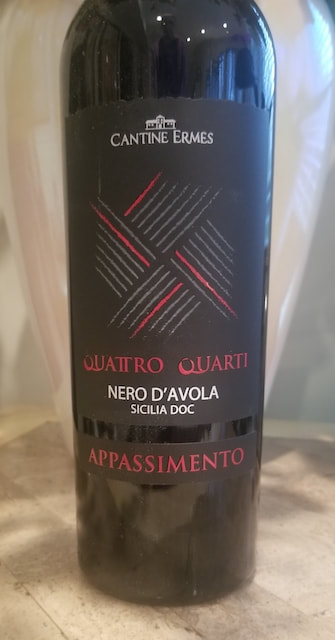 CANTINE ERMES
QUATTRO QUARTI
NERO D'AVOLA
SICILIA DOC
APPASSIMENTO